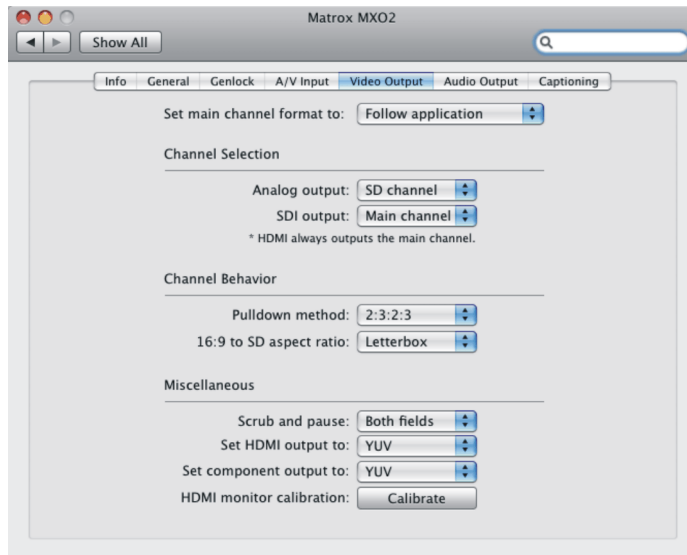 Matrox MXO2
Show All
Info General Genlock A/V Input Video Output Audio Output Captioning
Set main channel format to: Follow application
Channel Selection
Analog output: SD channel
SDI output: Main channel
* HDMI always outputs the main channel.
Channel Behavior
Pulldown method: 2:3:2:3
16:9 to SD aspect ratio: Letterbox
Miscellaneous
Scrub and pause: Both fields
Set HDMI output to: YUV
Set component output to: YUV
HDMI monitor calibration: Calibrate